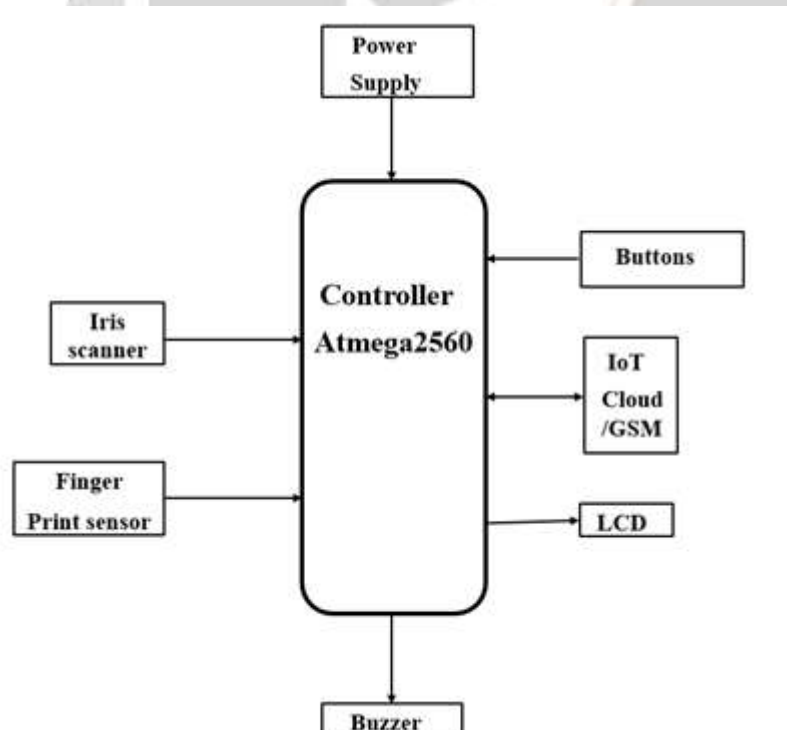 Power
Supply
Controller
Atmega2560
Buttons
Iris
scanner
IoT
Cloud
/GSM
Finger
Print sensor
LCD
Buzzer